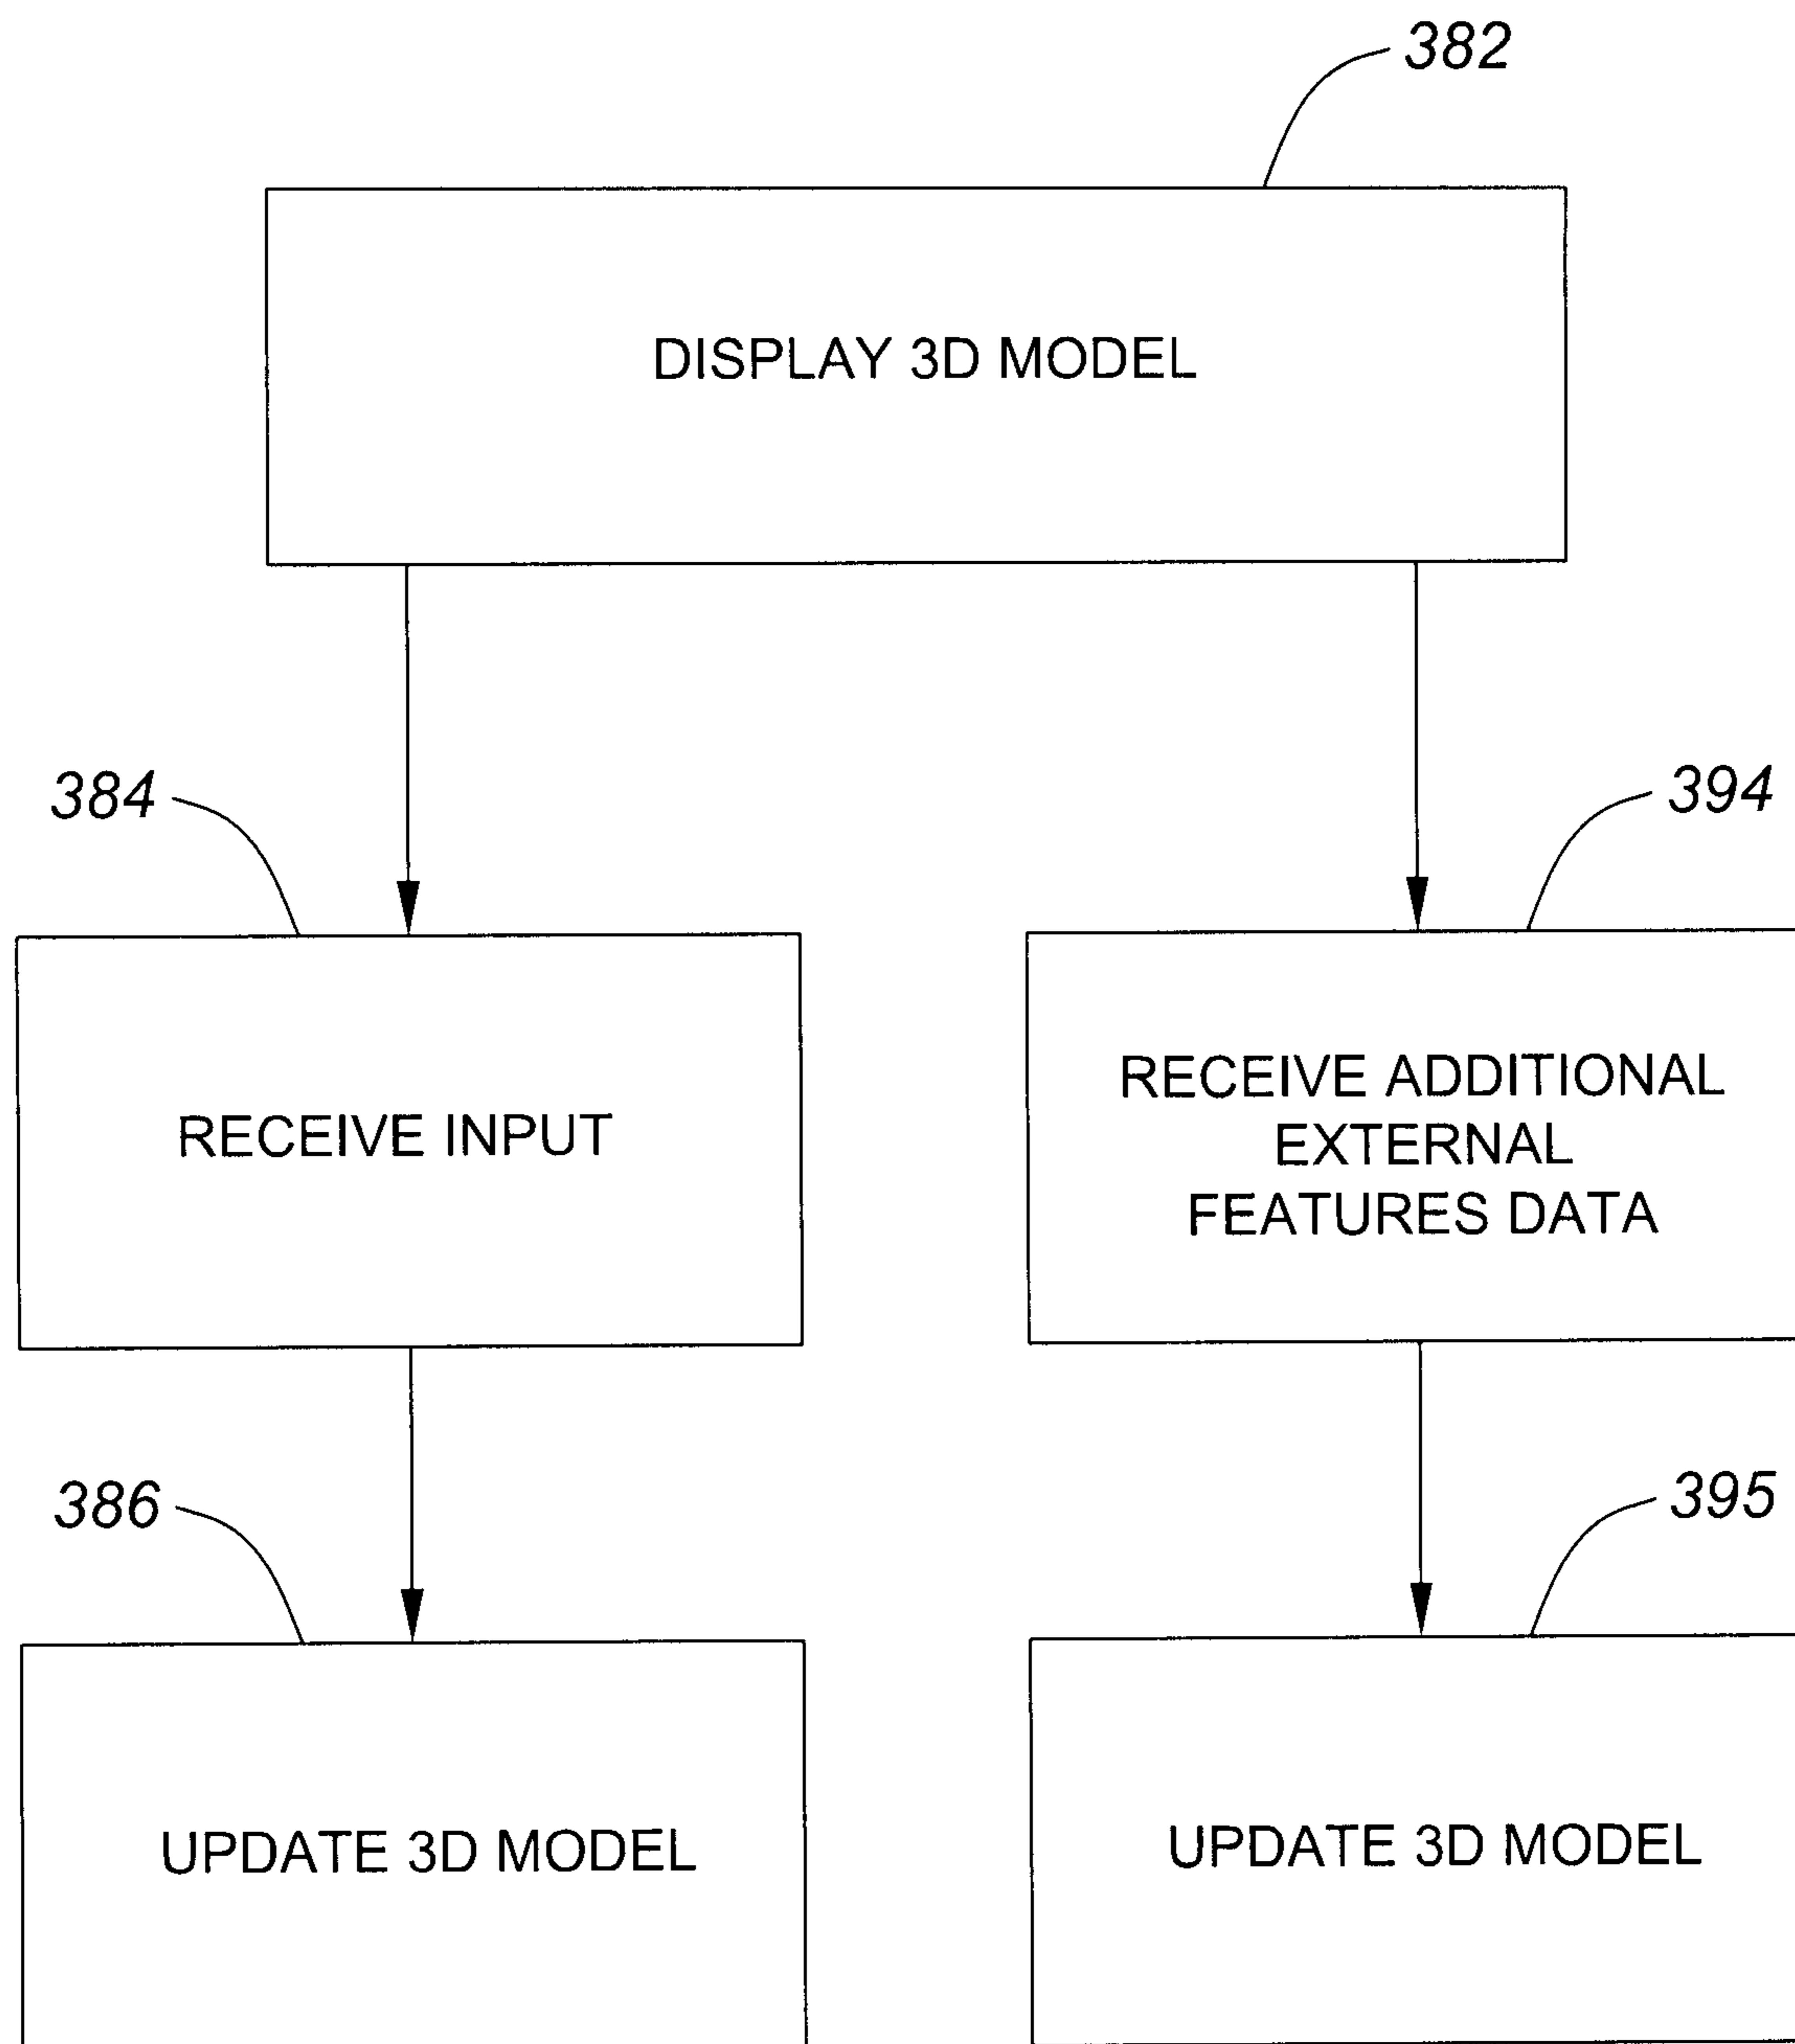 382
DISPLAY 3D MODEL
384
394
RECEIVE INPUT
RECEIVE ADDITIONAL
EXTERNAL
FEATURES DATA
386
395
UPDATE 3D MODEL
UPDATE 3D MODEL